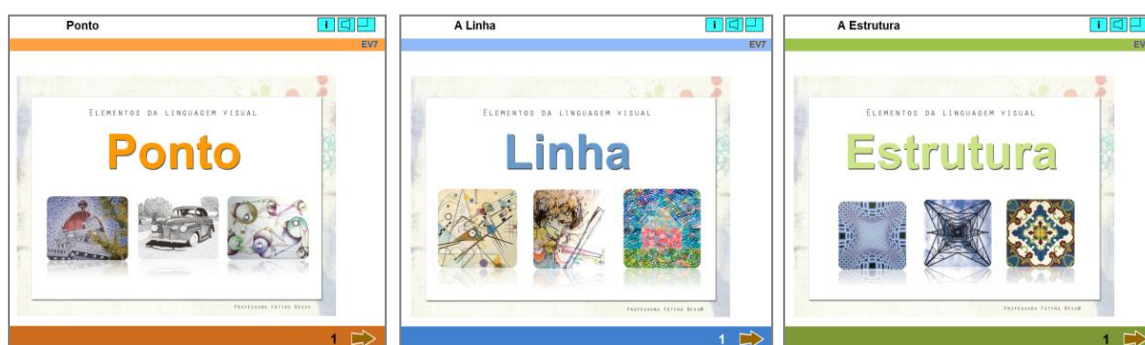 Ponto
i
EV7
ELEMENTOS DA LINGUAGEM VISUAL
Ponto
1
A Linha
i
EV7
ELEMENTOS DA LINGUAGEM VISUAL
Linha
1
A Estrutura
i
EV
ELEMENTOS DA LINGUAGEM VISUAL
Estrutura
1